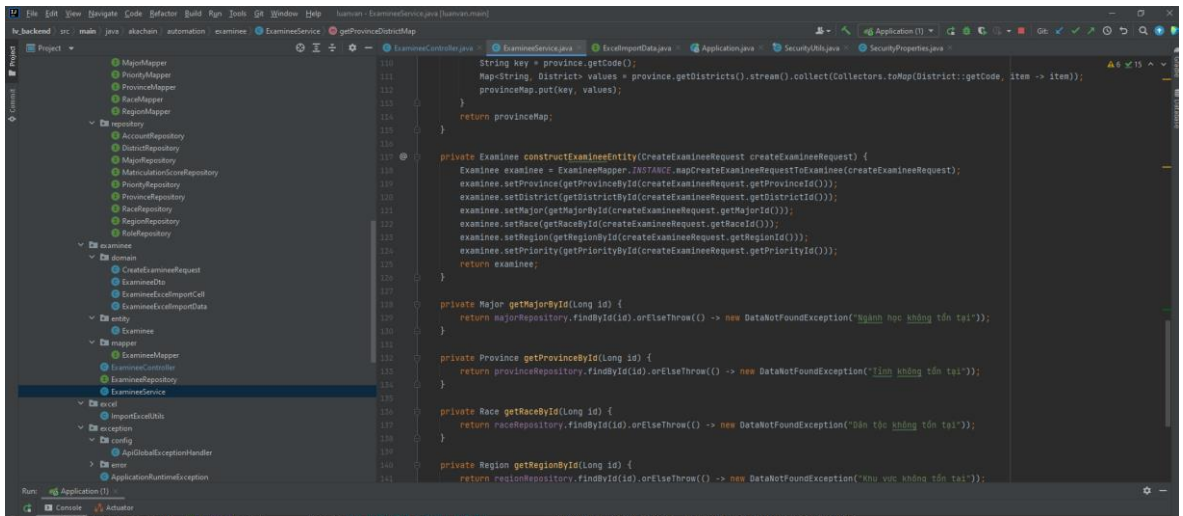 File Edit View Navigate Code Refactor Build Run Tools Git Window Help luanvan - ExamineeService.java [luanvan.main]
lv_backend src main java akachain automation examinee ExamineeService getProvinceDistrictMap
Application (1) Git:
Project
ExamineeController.java ExamineeService.java ExcelImportData.java Application.java SecurityUtils.java SecurityProperties.java
Project
Commit
MajorMapper
PriorityMapper
ProvinceMapper
RaceMapper
RegionMapper
repository
AccountRepository
DistrictRepository
MajorRepository
MatriculationScoreRepository
PriorityRepository
ProvinceRepository
RaceRepository
RegionRepository
RoleRepository
examinee
domain
CreateExamineeRequest
ExamineeDto
ExamineeExcelImportCell
ExamineeExcelImportData
entity
Examinee
mapper
ExamineeMapper
ExamineeController
ExamineeRepository
ExamineeService
excel
ImportExcelUtils
exception
config
ApiGlobalExceptionHandler
error
ApplicationRuntimeException
6 15
110 String key = province.getCode();
111 Map<String, District> values = province.getDistricts().stream().collect(Collectors.toMap(District::getCode, item -> item));
112 provinceMap.put(key, values);
113 }
114 return provinceMap;
115 }
116
117 @ private Examinee constructExamineeEntity(CreateExamineeRequest createExamineeRequest) {
118 Examinee examinee = ExamineeMapper.INSTANCE.mapCreateExamineeRequestToExaminee(createExamineeRequest);
119 examinee.setProvince(getProvinceById(createExamineeRequest.getProvinceId()));
120 examinee.setDistrict(getDistrictById(createExamineeRequest.getDistrictId()));
121 examinee.setMajor(getMajorById(createExamineeRequest.getMajorId()));
122 examinee.setRace(getRaceById(createExamineeRequest.getRaceId()));
123 examinee.setRegion(getRegionById(createExamineeRequest.getRegionId()));
124 examinee.setPriority(getPriorityById(createExamineeRequest.getPriorityId()));
125 return examinee;
126 }
127
128 private Major getMajorById(Long id) {
129 return majorRepository.findById(id).orElseThrow(() -> new DataNotFoundException("Ngành học không tồn tại"));
130 }
131
132 private Province getProvinceById(Long id) {
133 return provinceRepository.findById(id).orElseThrow(() -> new DataNotFoundException("Tỉnh không tồn tại"));
134 }
135
136 private Race getRaceById(Long id) {
137 return raceRepository.findById(id).orElseThrow(() -> new DataNotFoundException("Dân tộc không tồn tại"));
138 }
139
140 private Region getRegionById(Long id) {
141 return regionRepository.findById(id).orElseThrow(() -> new DataNotFoundException("Khu vực không tồn tại"));
Run: Application (1)
Console Actuator